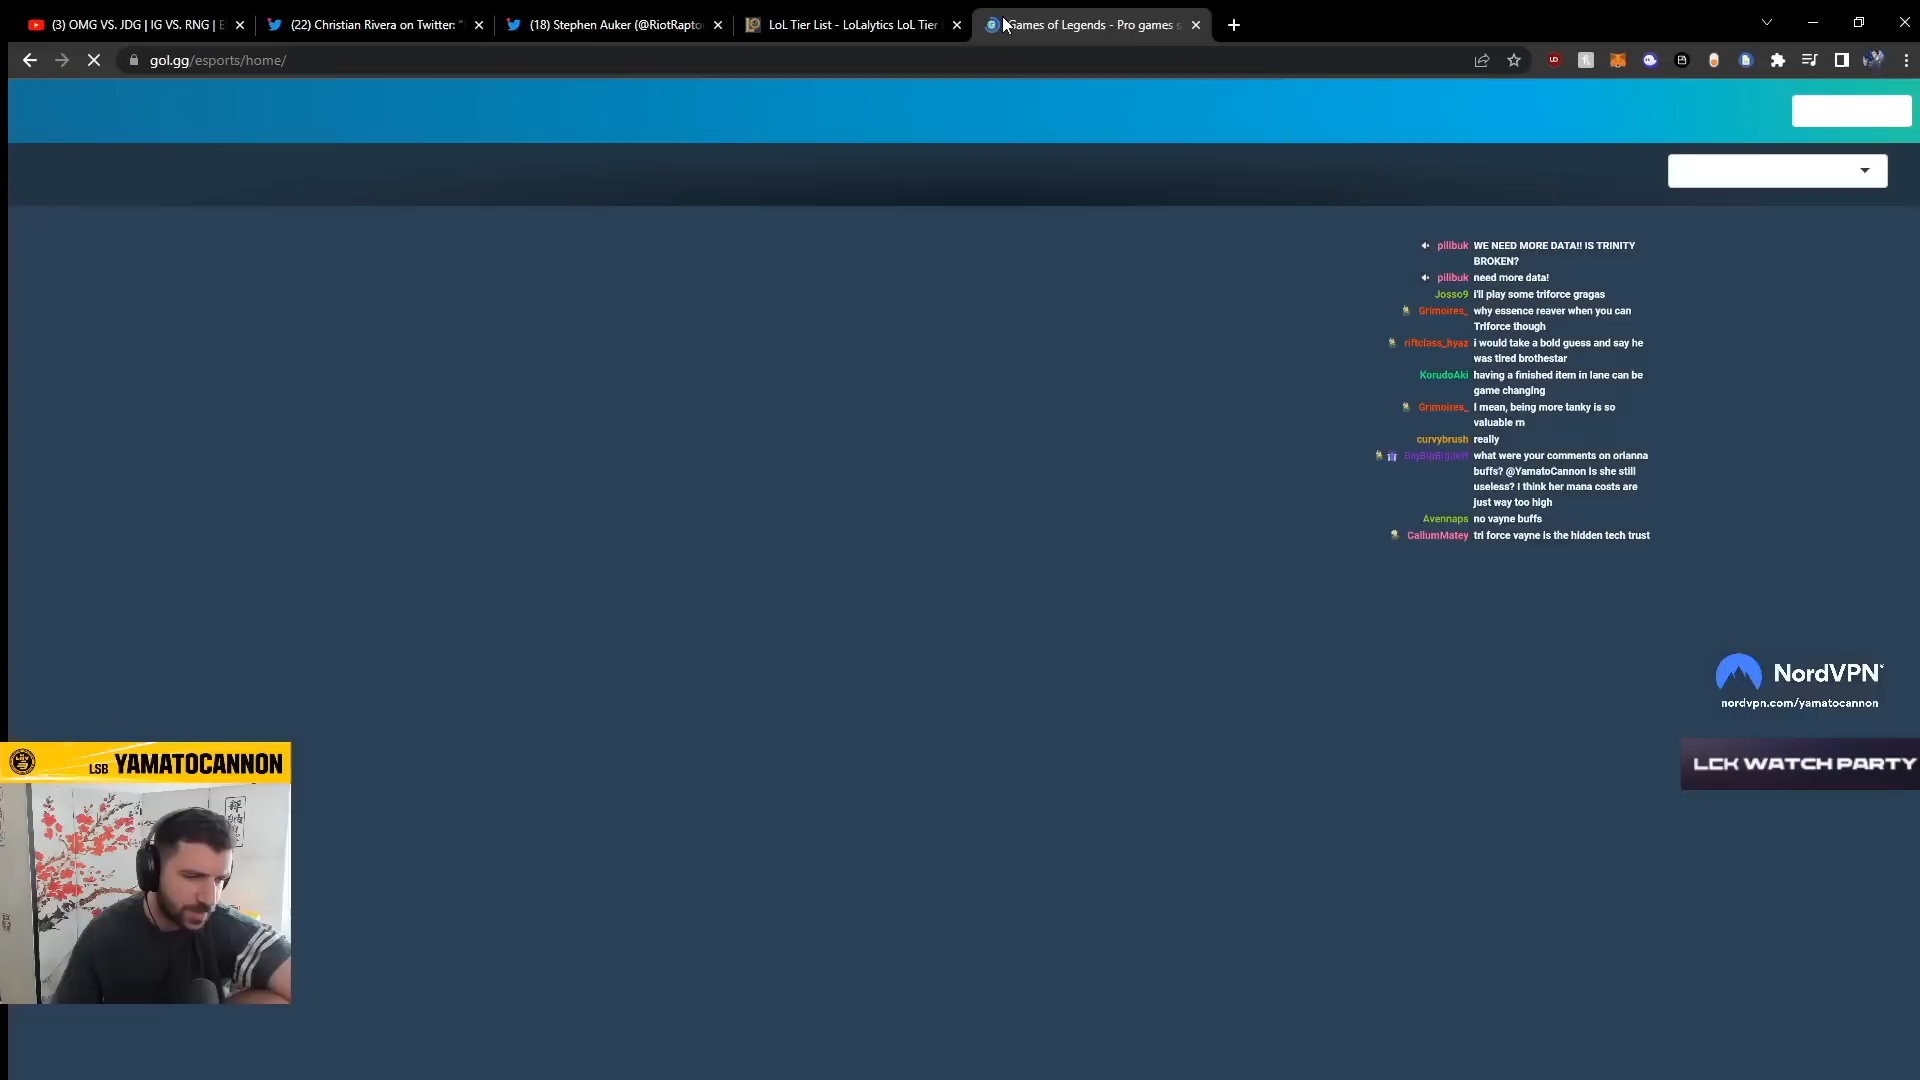 (3) OMG VS. JDG | IG VS. RNG | E
(22) Christian Rivera on Twitter: "
(18) Stephen Auker (@RiotRapto
LoL Tier List - LoLalytics LoL Tier
Games of Legends - Pro games s
gol.gg/esports/home/
pilibuk WE NEED MORE DATA!! IS TRINITY
BROKEN?
pilibuk need more data!
Josso9 i'll play some triforce gragas
Grimoires_ why essence reaver when you can
Triforce though
riftclass_hyaz i would take a bold guess and say he
was tired brothestar
KorudoAki having a finished item in lane can be
game changing
Grimoires_ I mean, being more tanky is so
valuable rn
curvybrush really
what were your comments on orianna
buffs? @YamatoCannon Is she still
useless? I think her mana costs are
just way too high
Avennaps no vayne buffs
CallumMatey tri force vayne is the hidden tech trust
NordVPN
nordvpn.com/yamatocannon
LSB YAMATOCANNON
LCK WATCH PARTY